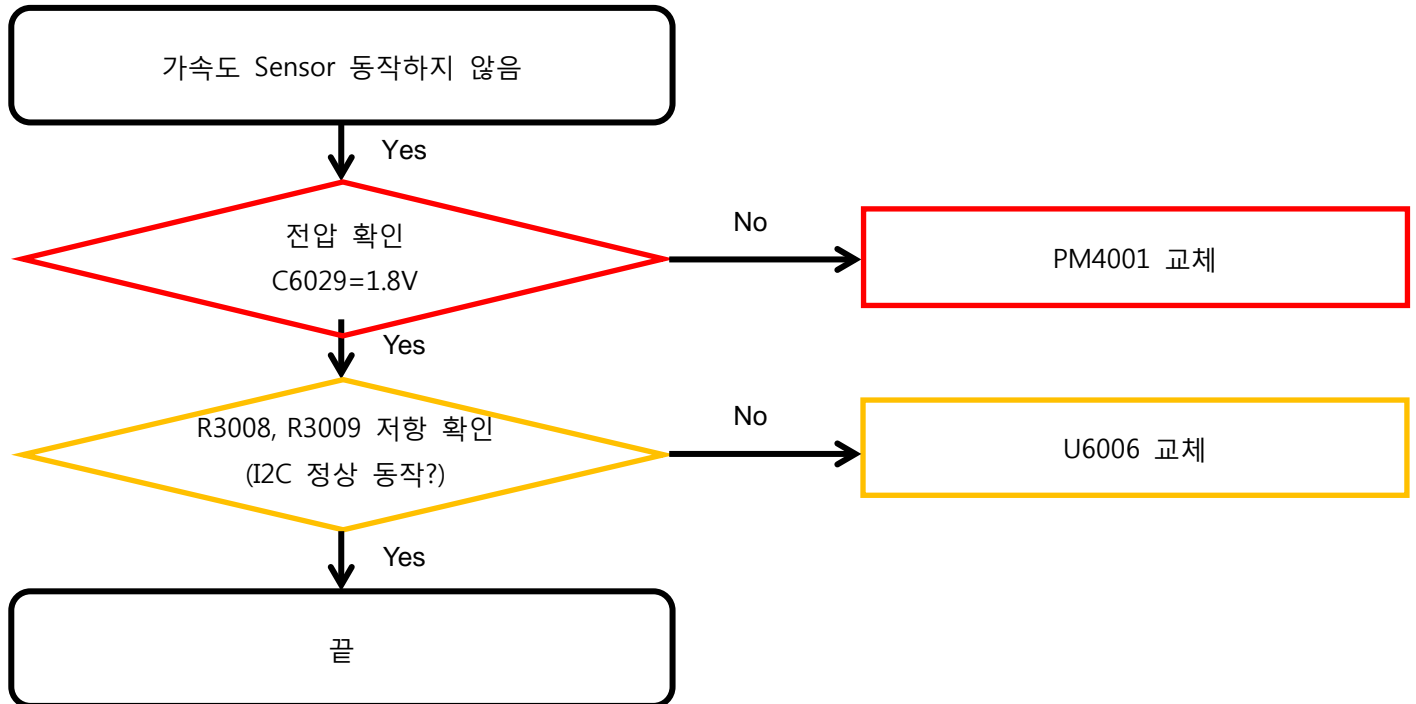 가속도 Sensor 동작하지 않음
Yes
전압 확인
C6029=1.8V
No
PM4001 교체
Yes
R3008, R3009 저항 확인
(I2C 정상 동작?)
No
U6006 교체
Yes
끝